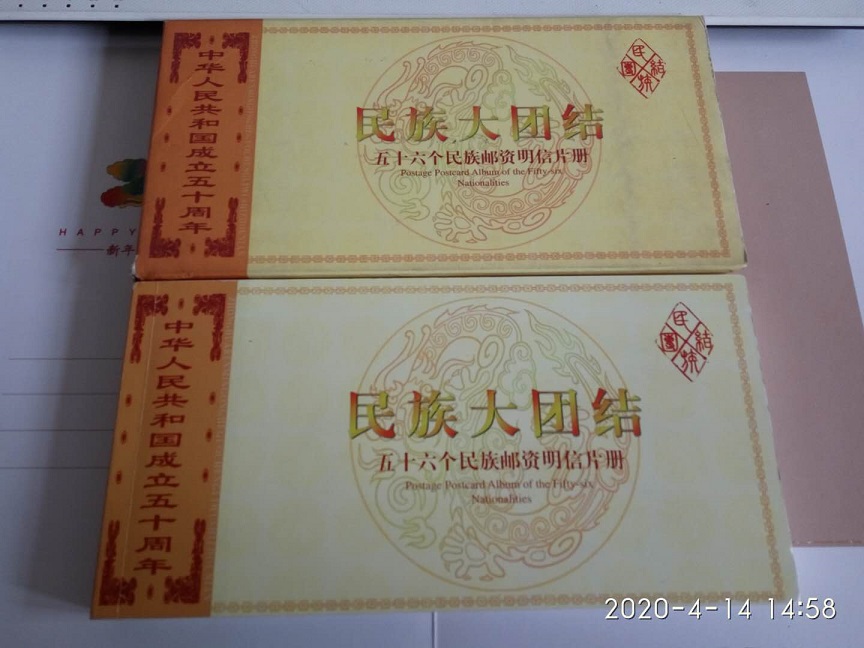 中华人民共和国成立五十周年
民族大团结
五十六个民族邮资明信片册
Postage Postcard Album of the Fifty-six
Nationalities
民族團結
HAPPY
新年
中华人民共和国成立五十周年
民族大团结
五十六个民族邮资明信片册
Postage Postcard Album of the Fifty-six
Nationalities
民族團結
2020-4-14 14:58